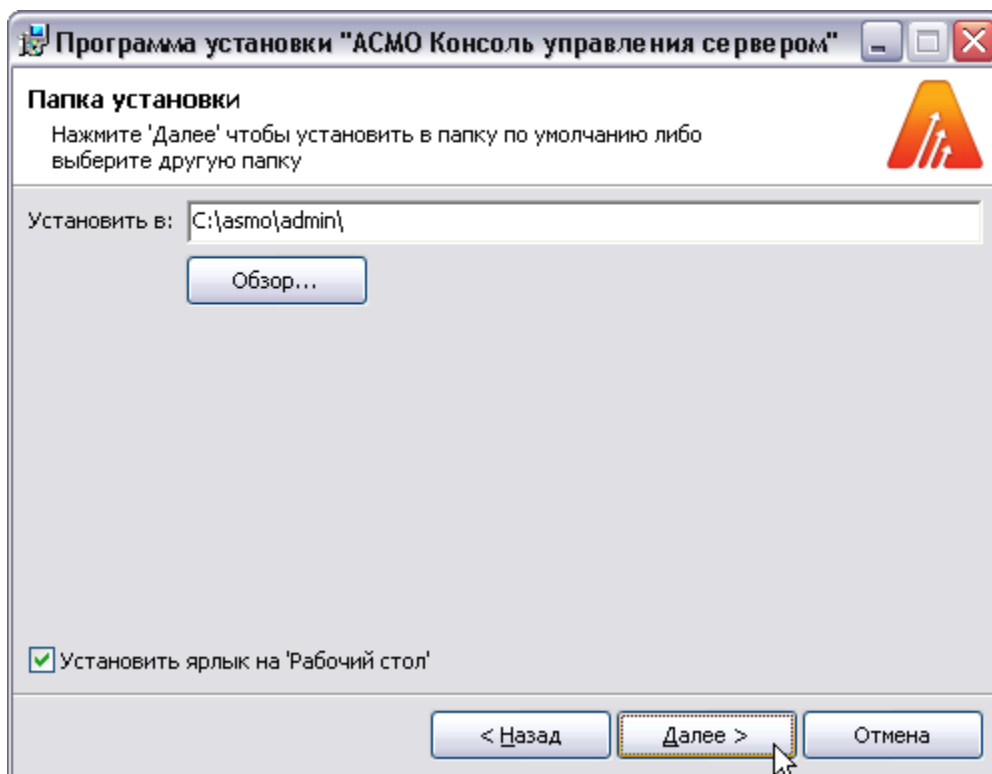 Программа установки "АСМО Консоль управления сервером"
Папка установки
Нажмите 'Далее' чтобы установить в папку по умолчанию либо
выберите другую папку
Установить в: C:\asmo\admin\
Обзор...
Установить ярлык на 'Рабочий стол'
< Назад Далее > Отмена